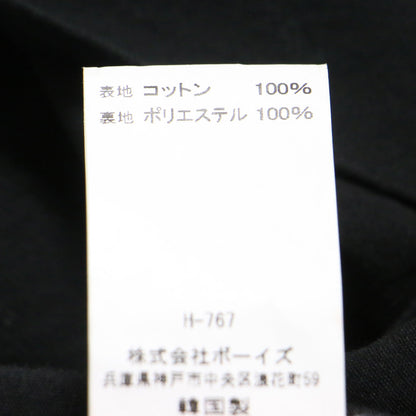 表地 コットン 100%
裏地 ポリエステル 100%
H-767
株式会社ボーイズ
兵庫県神戸市中央区浪花町59
韓国製